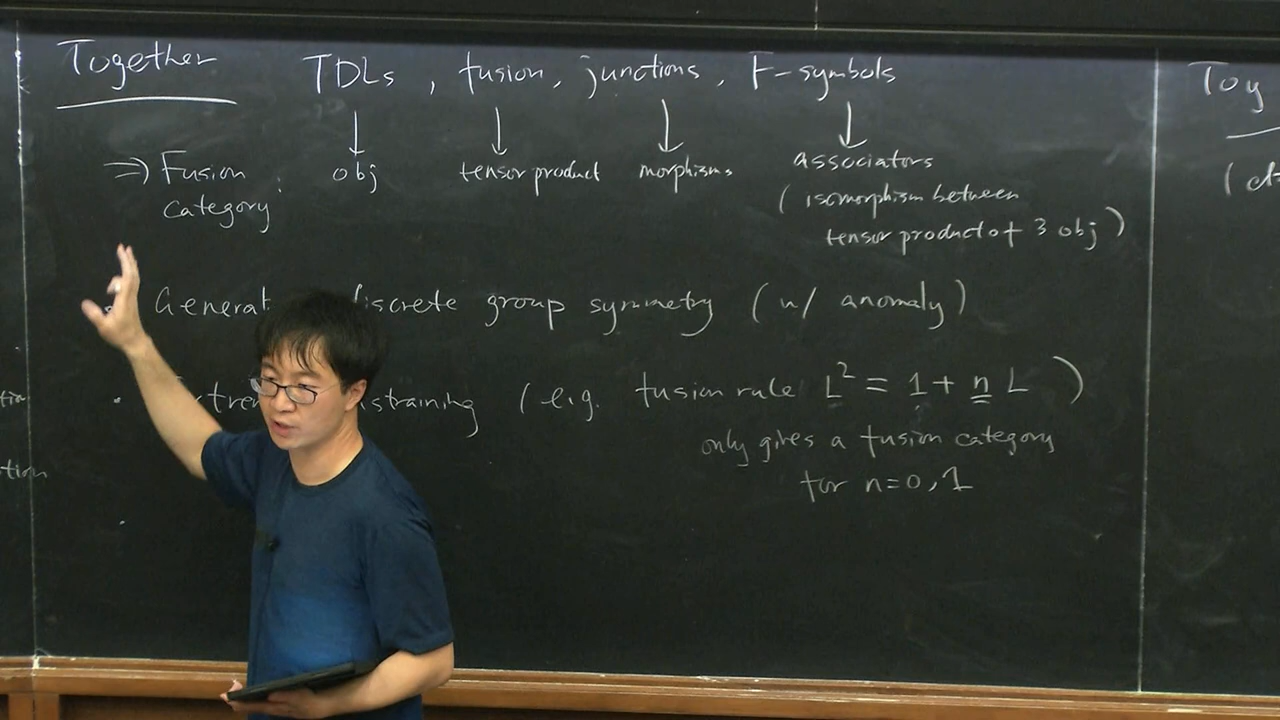 Together TDLs, fusion, junctions, F-symbols
⇒ Fusion category : obj tensor product morphisms associators
(isomorphism between
tensor product of 3 obj)
discrete group symmetry (w/ anomaly)
(e.g. fusion rule L² = 1 + n L)
only gives a fusion category
for n=0,1
Toy